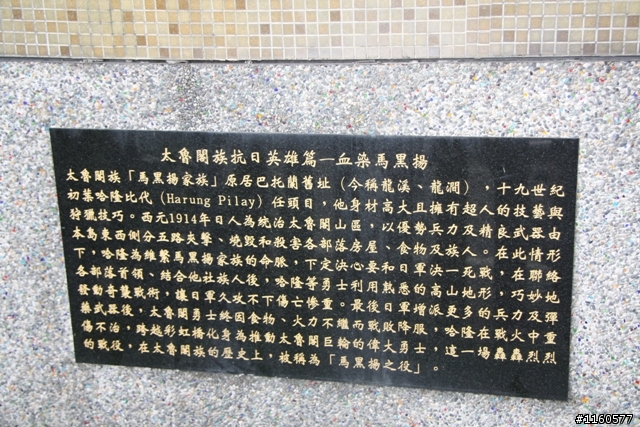 太魯閣族抗日英雄篇—血染馬黑揚
太魯閣族「馬黑揚家族」原居巴托蘭舊址（今稱龍溪、龍澗），十九世紀
初葉哈隆比代（Harung Pilay）任頭目，他身材高大且擁有超人的技藝與
狩獵技巧。西元1914年日人為統治太魯閣山區，以優勢兵力及精良武器由
本島東西側分五路夾擊、燒毀和殺害各部落房屋、食物及族人。在此情形
下，哈隆為維繫馬黑揚家族的命脈，下定決心要和日軍決一死戰，在聯絡
各部落首領、結合他社族人後，哈隆等勇士利用熟悉的高山地形，巧妙地
發動奇襲戰術，讓日軍久攻不下傷亡慘重。最後日軍增派更多的兵力及彈
藥武器後，太魯閣勇士終因食物、火力不繼而戰敗降服，哈隆在戰火中重
傷不治，跨越彩虹橋化身為推動太魯閣巨輪的偉大勇士，這一場轟轟烈烈
的戰役，在太魯閣族的歷史上，被稱為「馬黑揚之役」。
#1160577